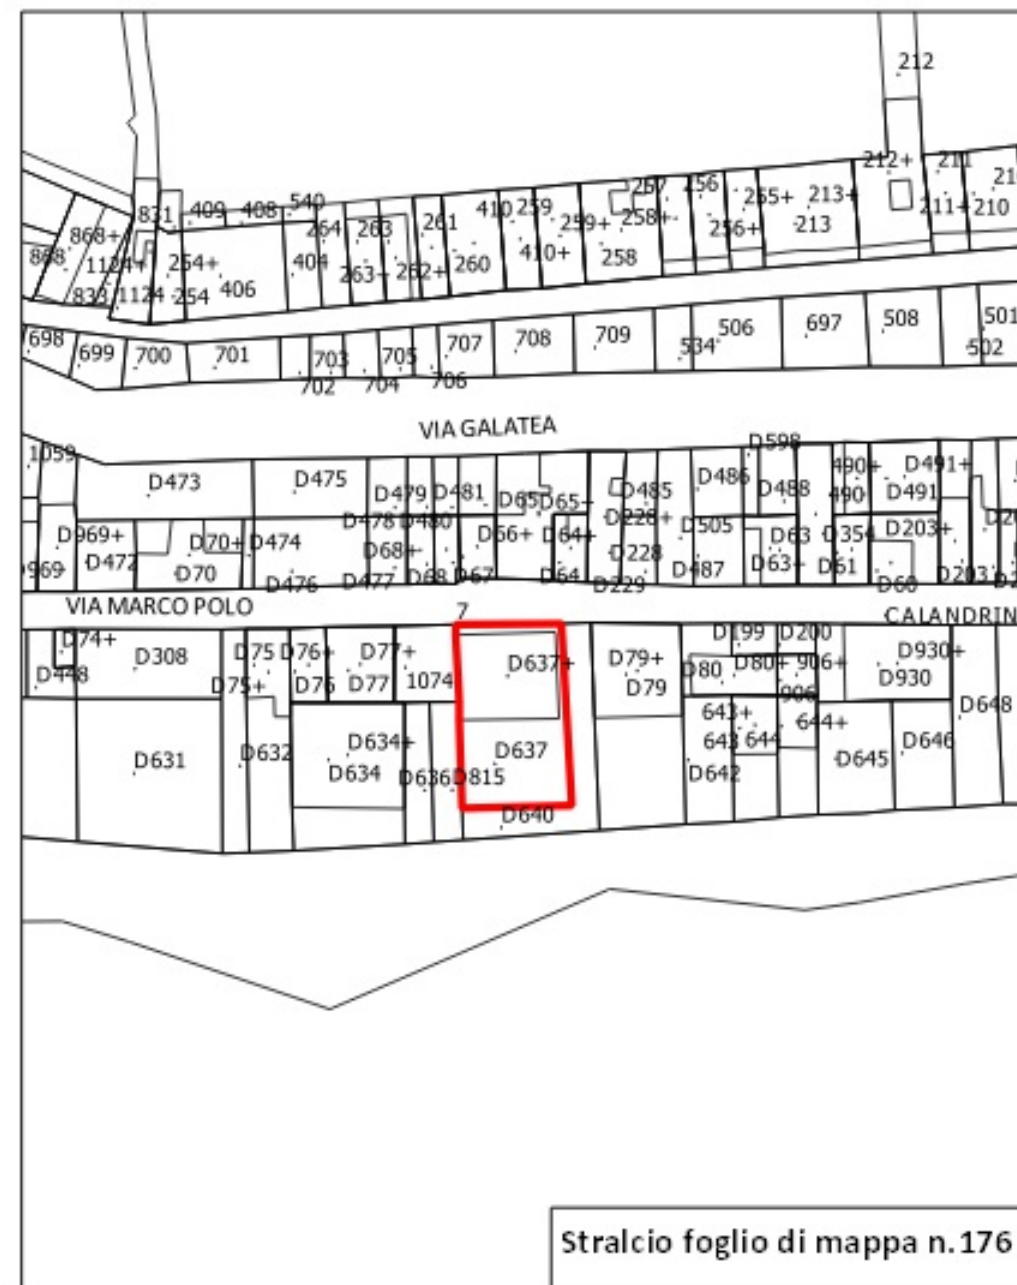 212
212+ 211
267 256 255+ 213+ 210
831 409 408 540 410 259 211+ 210
264 263 261 259+ 258+ 256+ 213
868+ 410+
868 1124+ 254+ 404 263+ 262+ 260 258
833 1124 254 406
698 699 700 701 703 705 707 708 709 534 506 697 508 501
702 704 706 502
VIA GALATEA
D598
1059 D473 D475 D479 D481 D65 D65+ D485 D486 D488 490+ D491+
490 D491
D969+ D472 D70+ D474 D478 D480 D66+ D64+ D228+ D505 D63 D354 D203+
D70 D68+ D228 D487 D63+ D61
D476 D477 D68 D67 D64 D229 D60 D203
VIA MARCO POLO 7 CALANDRIN
D74+ D308 D75 D76+ D77+ D637+ D79+ D199 D200 D930+
D448 D75+ D76 D77 1074 D79 D80 D80+ 906+ D930
906
D631 D632 D634+ D637 643+ 644+ D648
D634 D636 D815 643 644 D645 D646
D642
D640
Stralcio foglio di mappa n.176